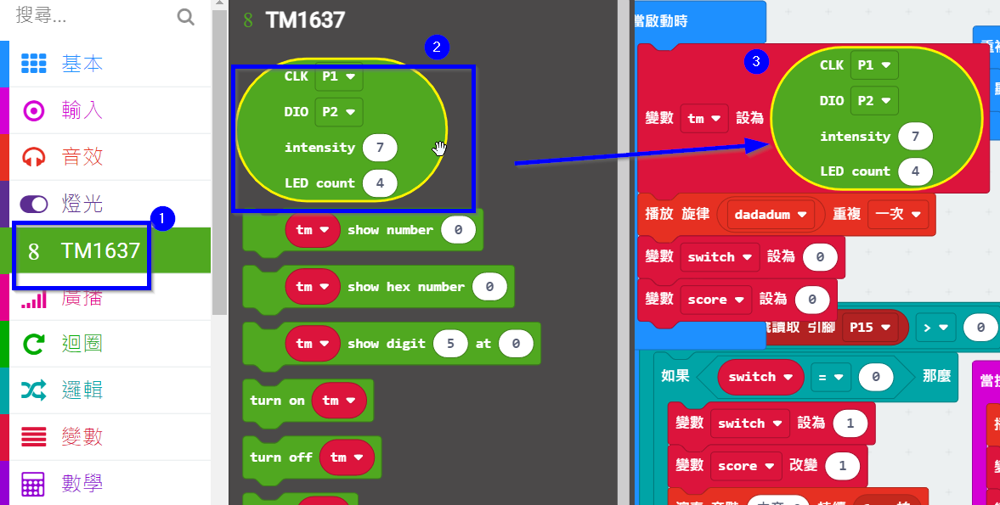 搜尋...
基本
輸入
音效
燈光
1
8 TM1637
廣播
迴圈
邏輯
變數
數學
8 TM1637
2
CLK P1
DIO P2
intensity 7
LED count 4
tm show number 0
tm show hex number 0
tm show digit 5 at 0
turn on tm
turn off tm
當啟動時
3
變數 tm 設為
CLK P1
DIO P2
intensity 7
LED count 4
播放 旋律 dadadum 重複 一次
變數 switch 設為 0
變數 score 設為 0
讀取 引腳 P15 > 0
如果 switch = 0 那麼
變數 switch 設為 1
變數 score 改變 1